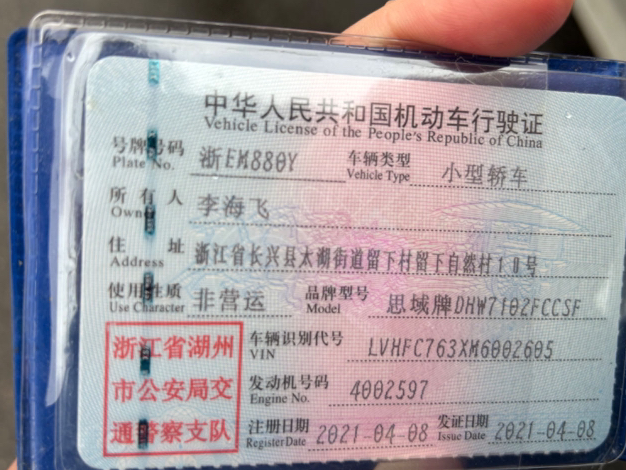 中华人民共和国机动车行驶证
Vehicle License of the People's Republic of China
号牌号码 浙EM880Y 车辆类型 小型轿车
Plate No. Vehicle Type
所有人 李海飞
Owner
住址 浙江省长兴县太湖街道留下村留下自然村10号
Address
使用性质 非营运 品牌型号 思域牌DHW7102FCCSF
Use Character Model
浙江省湖州 车辆识别代号 LVHFC763XM6002605
VIN
市公安局交 发动机号码 4002597
Engine No.
通警察支队 注册日期 2021-04-08 发证日期 2021-04-08
Register Date Issue Date